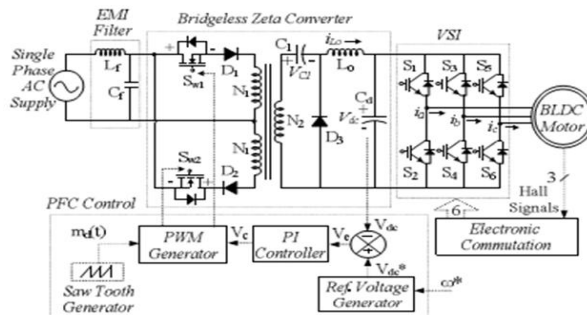 EMI Filter
Bridgeless Zeta Converter
VSI
Single Phase AC Supply
Lf
Cf
+
-
Sw1
D1
N1
N1
N2
C1
+
-
VC1
iLo
Lo
D3
Cd
+
Vdc
-
S1
S3
S5
ia
ib
ic
S2
S4
S6
BLDC Motor
Sw2
-
+
D2
3
Hall Signals
6
Electronic Commutation
PFC Control
md(t)
Saw Tooth Generator
PWM Generator
Vc
PI Controller
Ve
-
+
Vdc
Vdc*
Ref. Voltage Generator
ω*